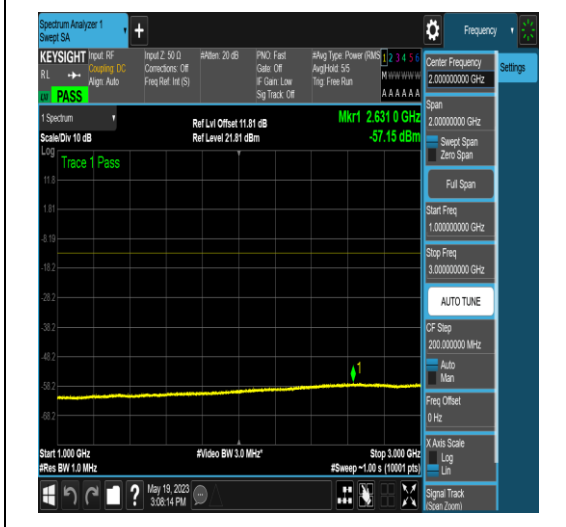 Spectrum Analyzer 1
Swept SA
+
Frequency
KEYSIGHT
RL
PASS
Input: RF
Coupling: DC
Align: Auto
Input Z: 50 Ω
Corrections: Off
Freq Ref: Int (S)
#Atten: 20 dB
PNO: Fast
Gate: Off
IF Gain: Low
Sig Track: Off
#Avg Type: Power (RMS
Avg|Hold: 5/5
Trig: Free Run
1 2 3 4 5 6
M W W W W W
A A A A A A
1 Spectrum
Scale/Div 10 dB
Ref Lvl Offset 11.81 dB
Ref Level 21.81 dBm
Mkr1 2.631 0 GHz
-57.15 dBm
Log
Trace 1 Pass
11.8
1.81
-8.19
-18.2
-28.2
-38.2
-48.2
-58.2
-68.2
1
Start 1.000 GHz
#Res BW 1.0 MHz
#Video BW 3.0 MHz*
Stop 3.000 GHz
#Sweep ~1.00 s (10001 pts)
May 19, 2023
3:08:14 PM
Center Frequency
2.000000000 GHz
Span
2.00000000 GHz
Swept Span
Zero Span
Full Span
Start Freq
1.000000000 GHz
Stop Freq
3.000000000 GHz
AUTO TUNE
CF Step
200.000000 MHz
Auto
Man
Freq Offset
0 Hz
X Axis Scale
Log
Lin
Signal Track
(Span Zoom)
Settings